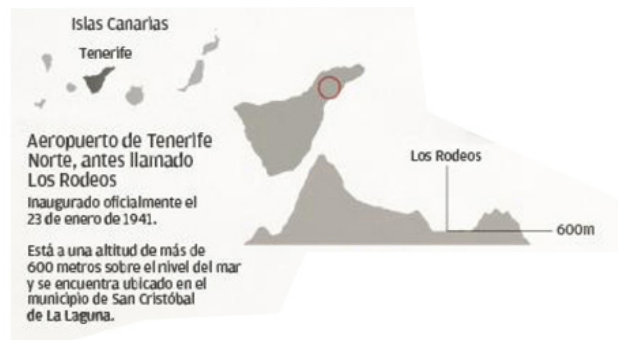 Islas Canarias
Tenerife
Aeropuerto de Tenerife
Norte, antes llamado
Los Rodeos
Inaugurado oficialmente el
23 de enero de 1941.
Está a una altitud de más de
600 metros sobre el nivel del mar
y se encuentra ubicado en el
municipio de San Cristóbal
de La Laguna.
Los Rodeos
600m